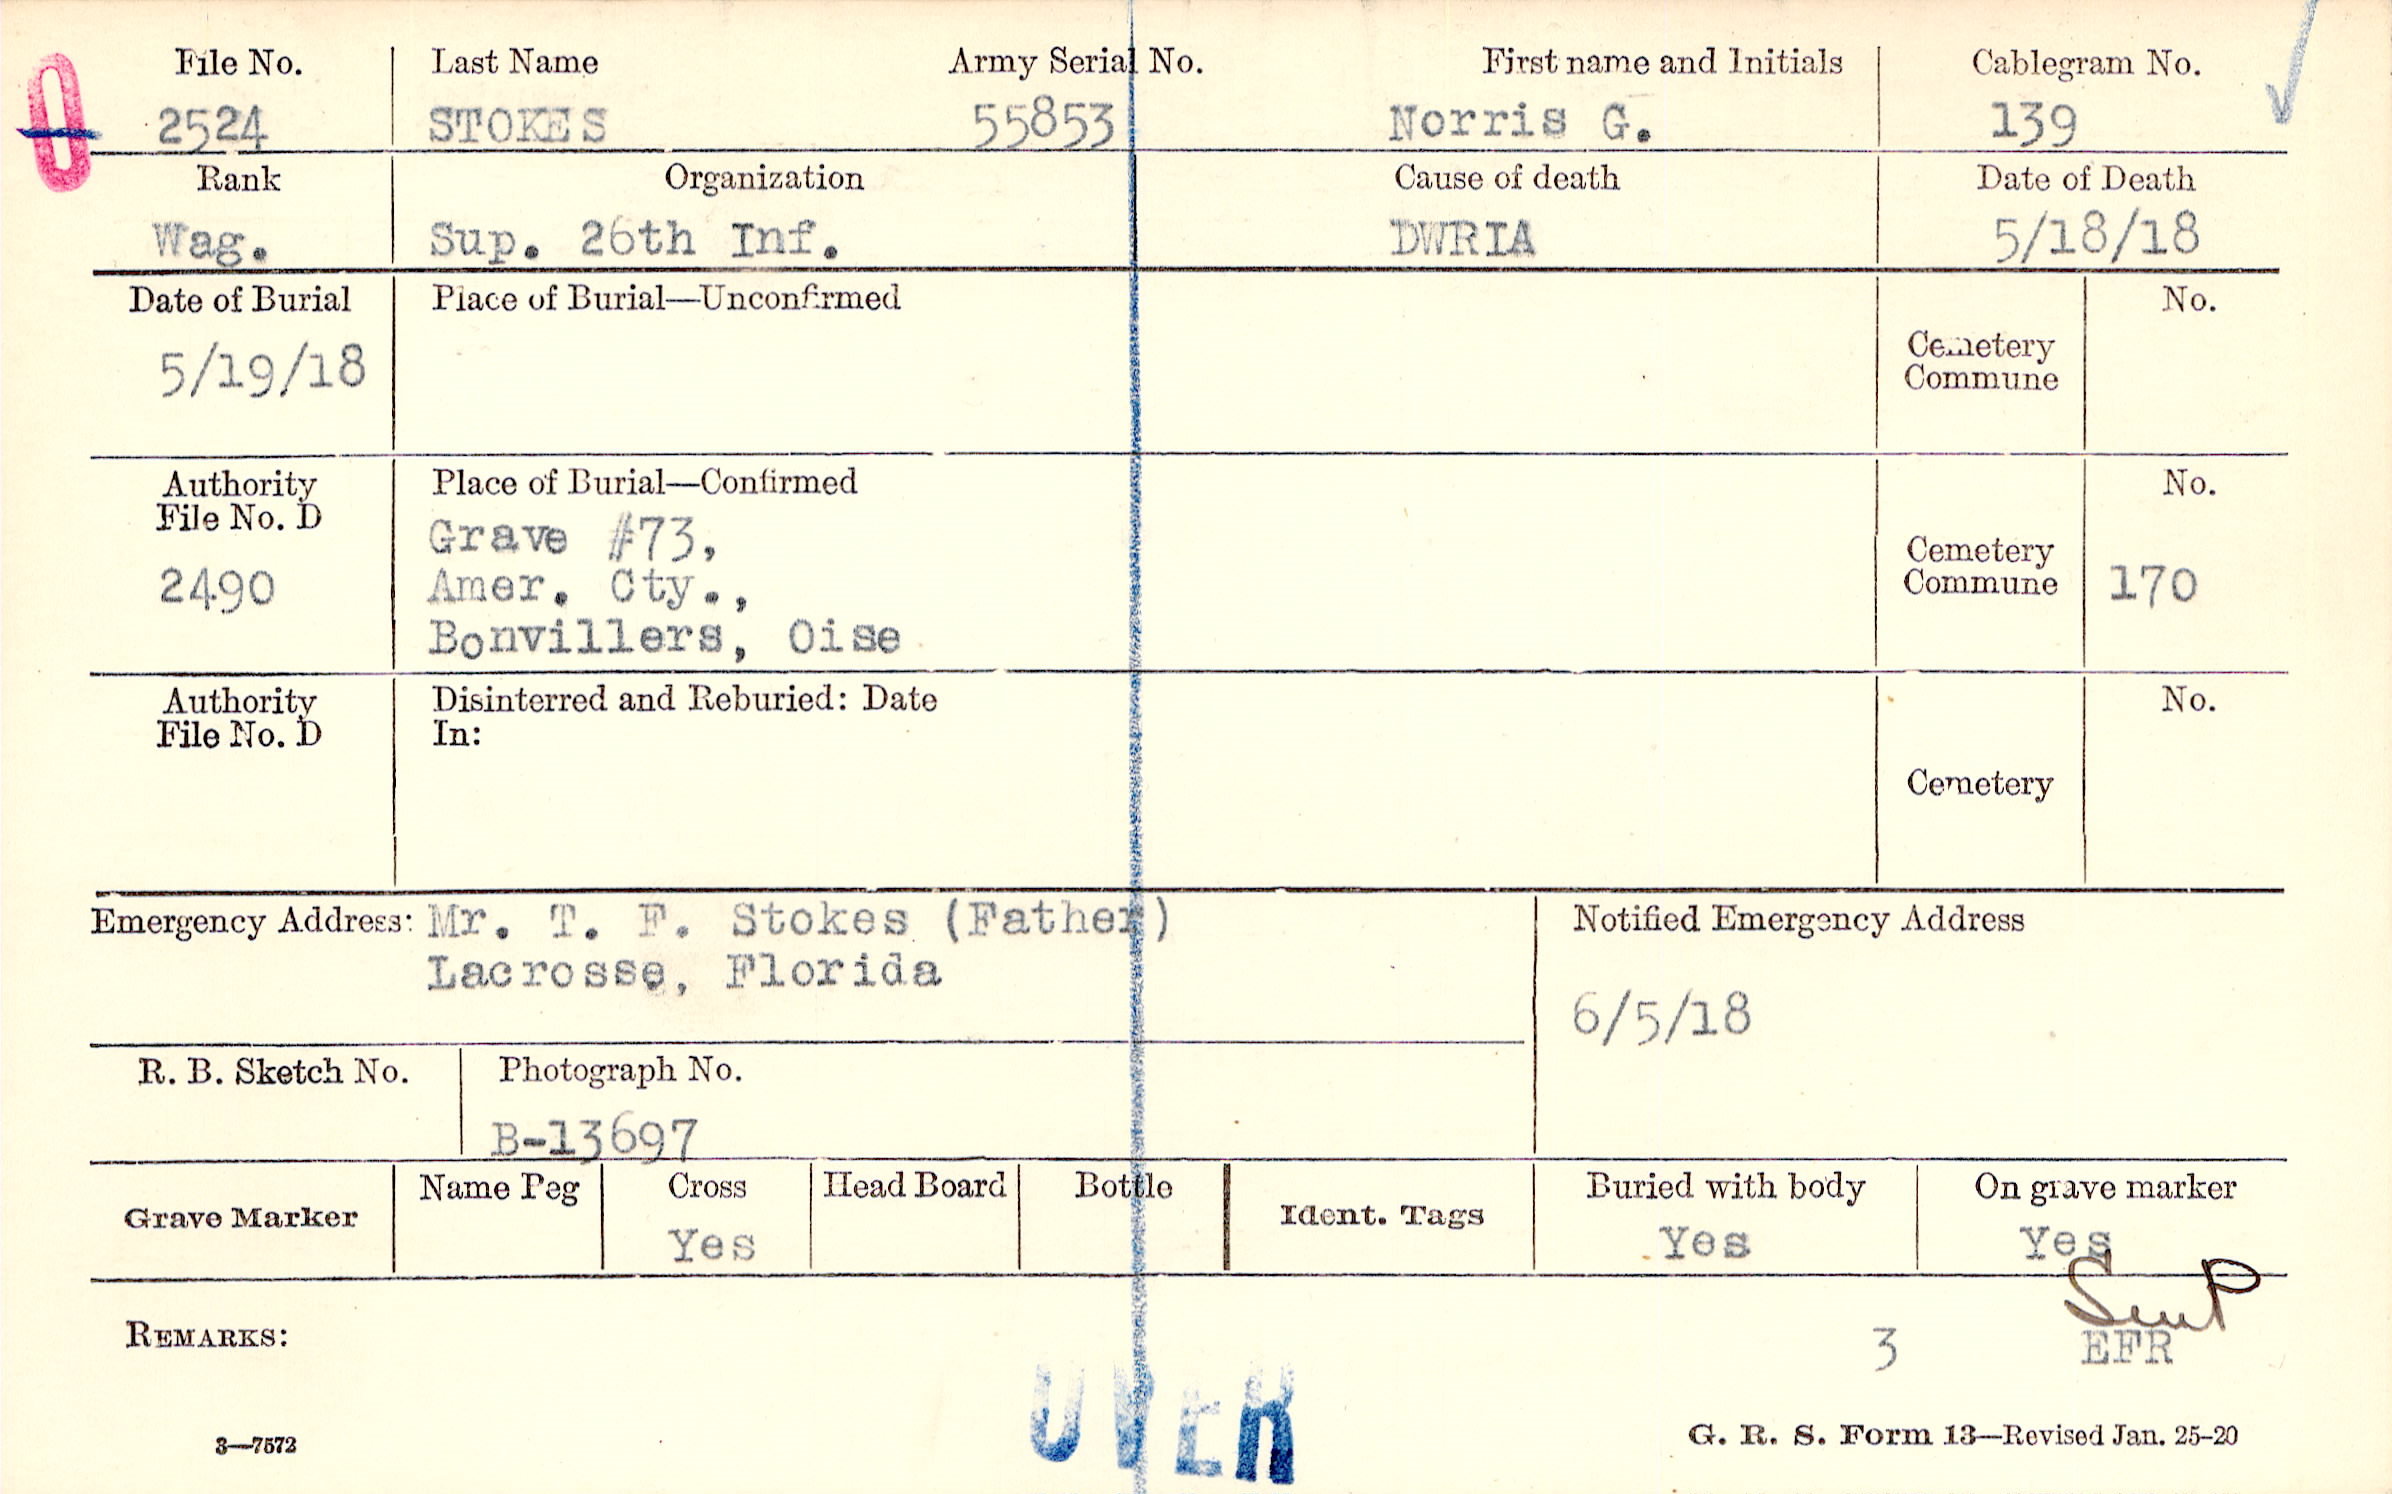 File No. Last Name Army Serial No. First name and Initials Cablegram No.
2524 STOKES 55853 Norris G. 139
Rank Organization Cause of death Date of Death
Wag. Sup. 26th Inf. DWRIA 5/18/18
Date of Burial Place of Burial—Unconfirmed No.
Cemetery
Commune
5/19/18
Authority Place of Burial—Confirmed No.
File No. D
Grave #73,
Cemetery
2490 Amer. Cty., Commune 170
Bonvillers, Oise
Authority Disinterred and Reburied: Date No.
File No. D In:
Cemetery
Emergency Address: Mr. T. F. Stokes (Father) Notified Emergency Address
Lacrosse, Florida
6/5/18
R. B. Sketch No. Photograph No.
B-13697
Name Peg Cross Head Board Bottle Buried with body On grave marker
Grave Marker Ident. Tags
Yes Yes Yes
REMARKS:
3 EFR
OVER
3—7572 G. R. S. Form 13—Revised Jan. 25-20